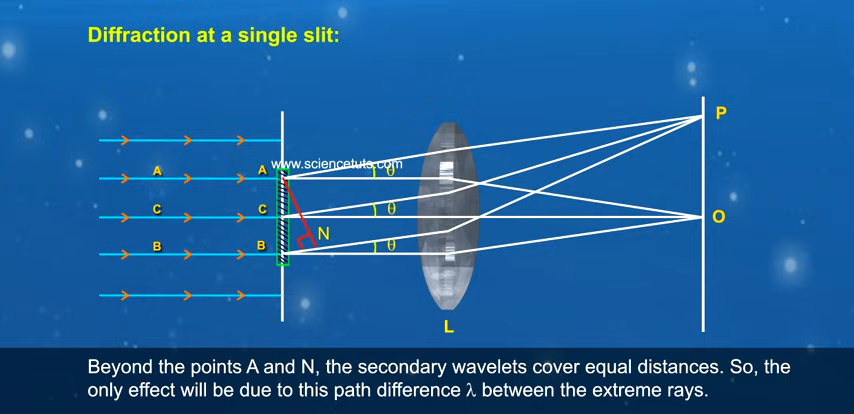 Diffraction at a single slit:
P
www.sciencetuts.com
A
A
θ
C
C
θ
O
B
B
N
θ
L
Beyond the points A and N, the secondary wavelets cover equal distances. So, the
only effect will be due to this path difference λ between the extreme rays.